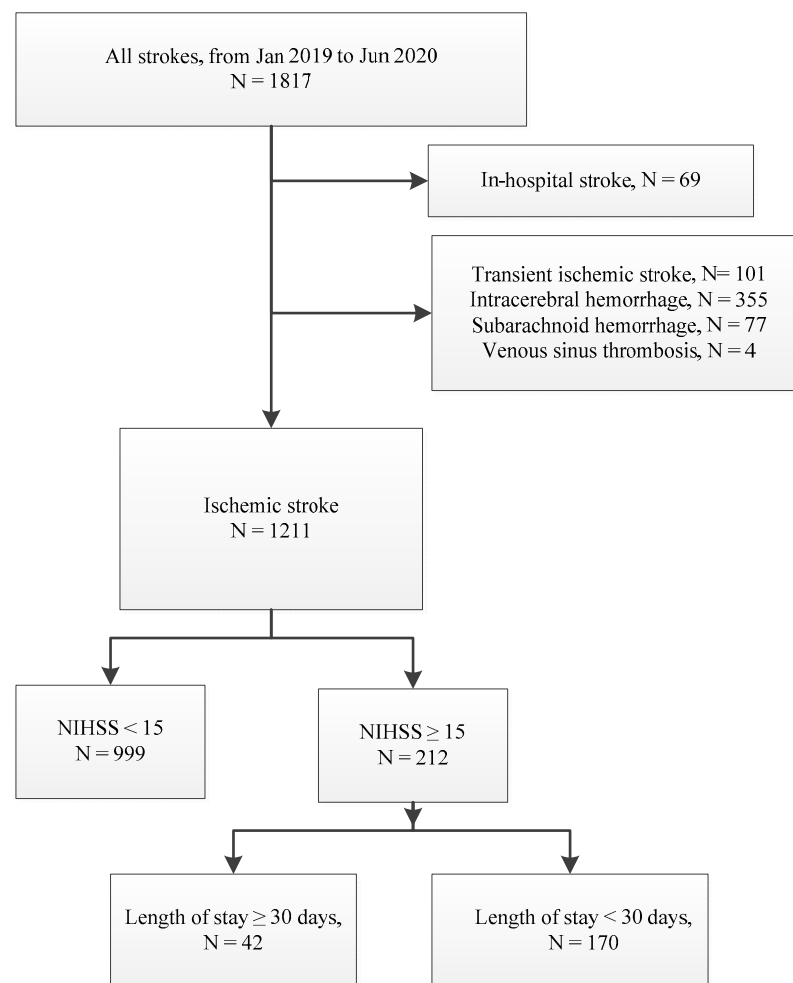 All strokes, from Jan 2019 to Jun 2020
N = 1817
In-hospital stroke, N = 69
Transient ischemic stroke, N= 101
Intracerebral hemorrhage, N = 355
Subarachnoid hemorrhage, N = 77
Venous sinus thrombosis, N = 4
Ischemic stroke
N = 1211
NIHSS < 15
N = 999
NIHSS ≥ 15
N = 212
Length of stay ≥ 30 days,
N = 42
Length of stay < 30 days,
N = 170